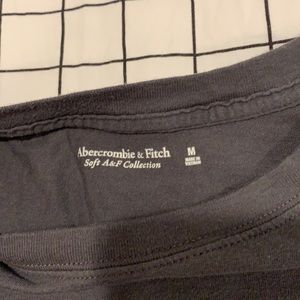 Abercrombie & Fitch
Soft A&F Collection
M
MADE IN
VIETNAM